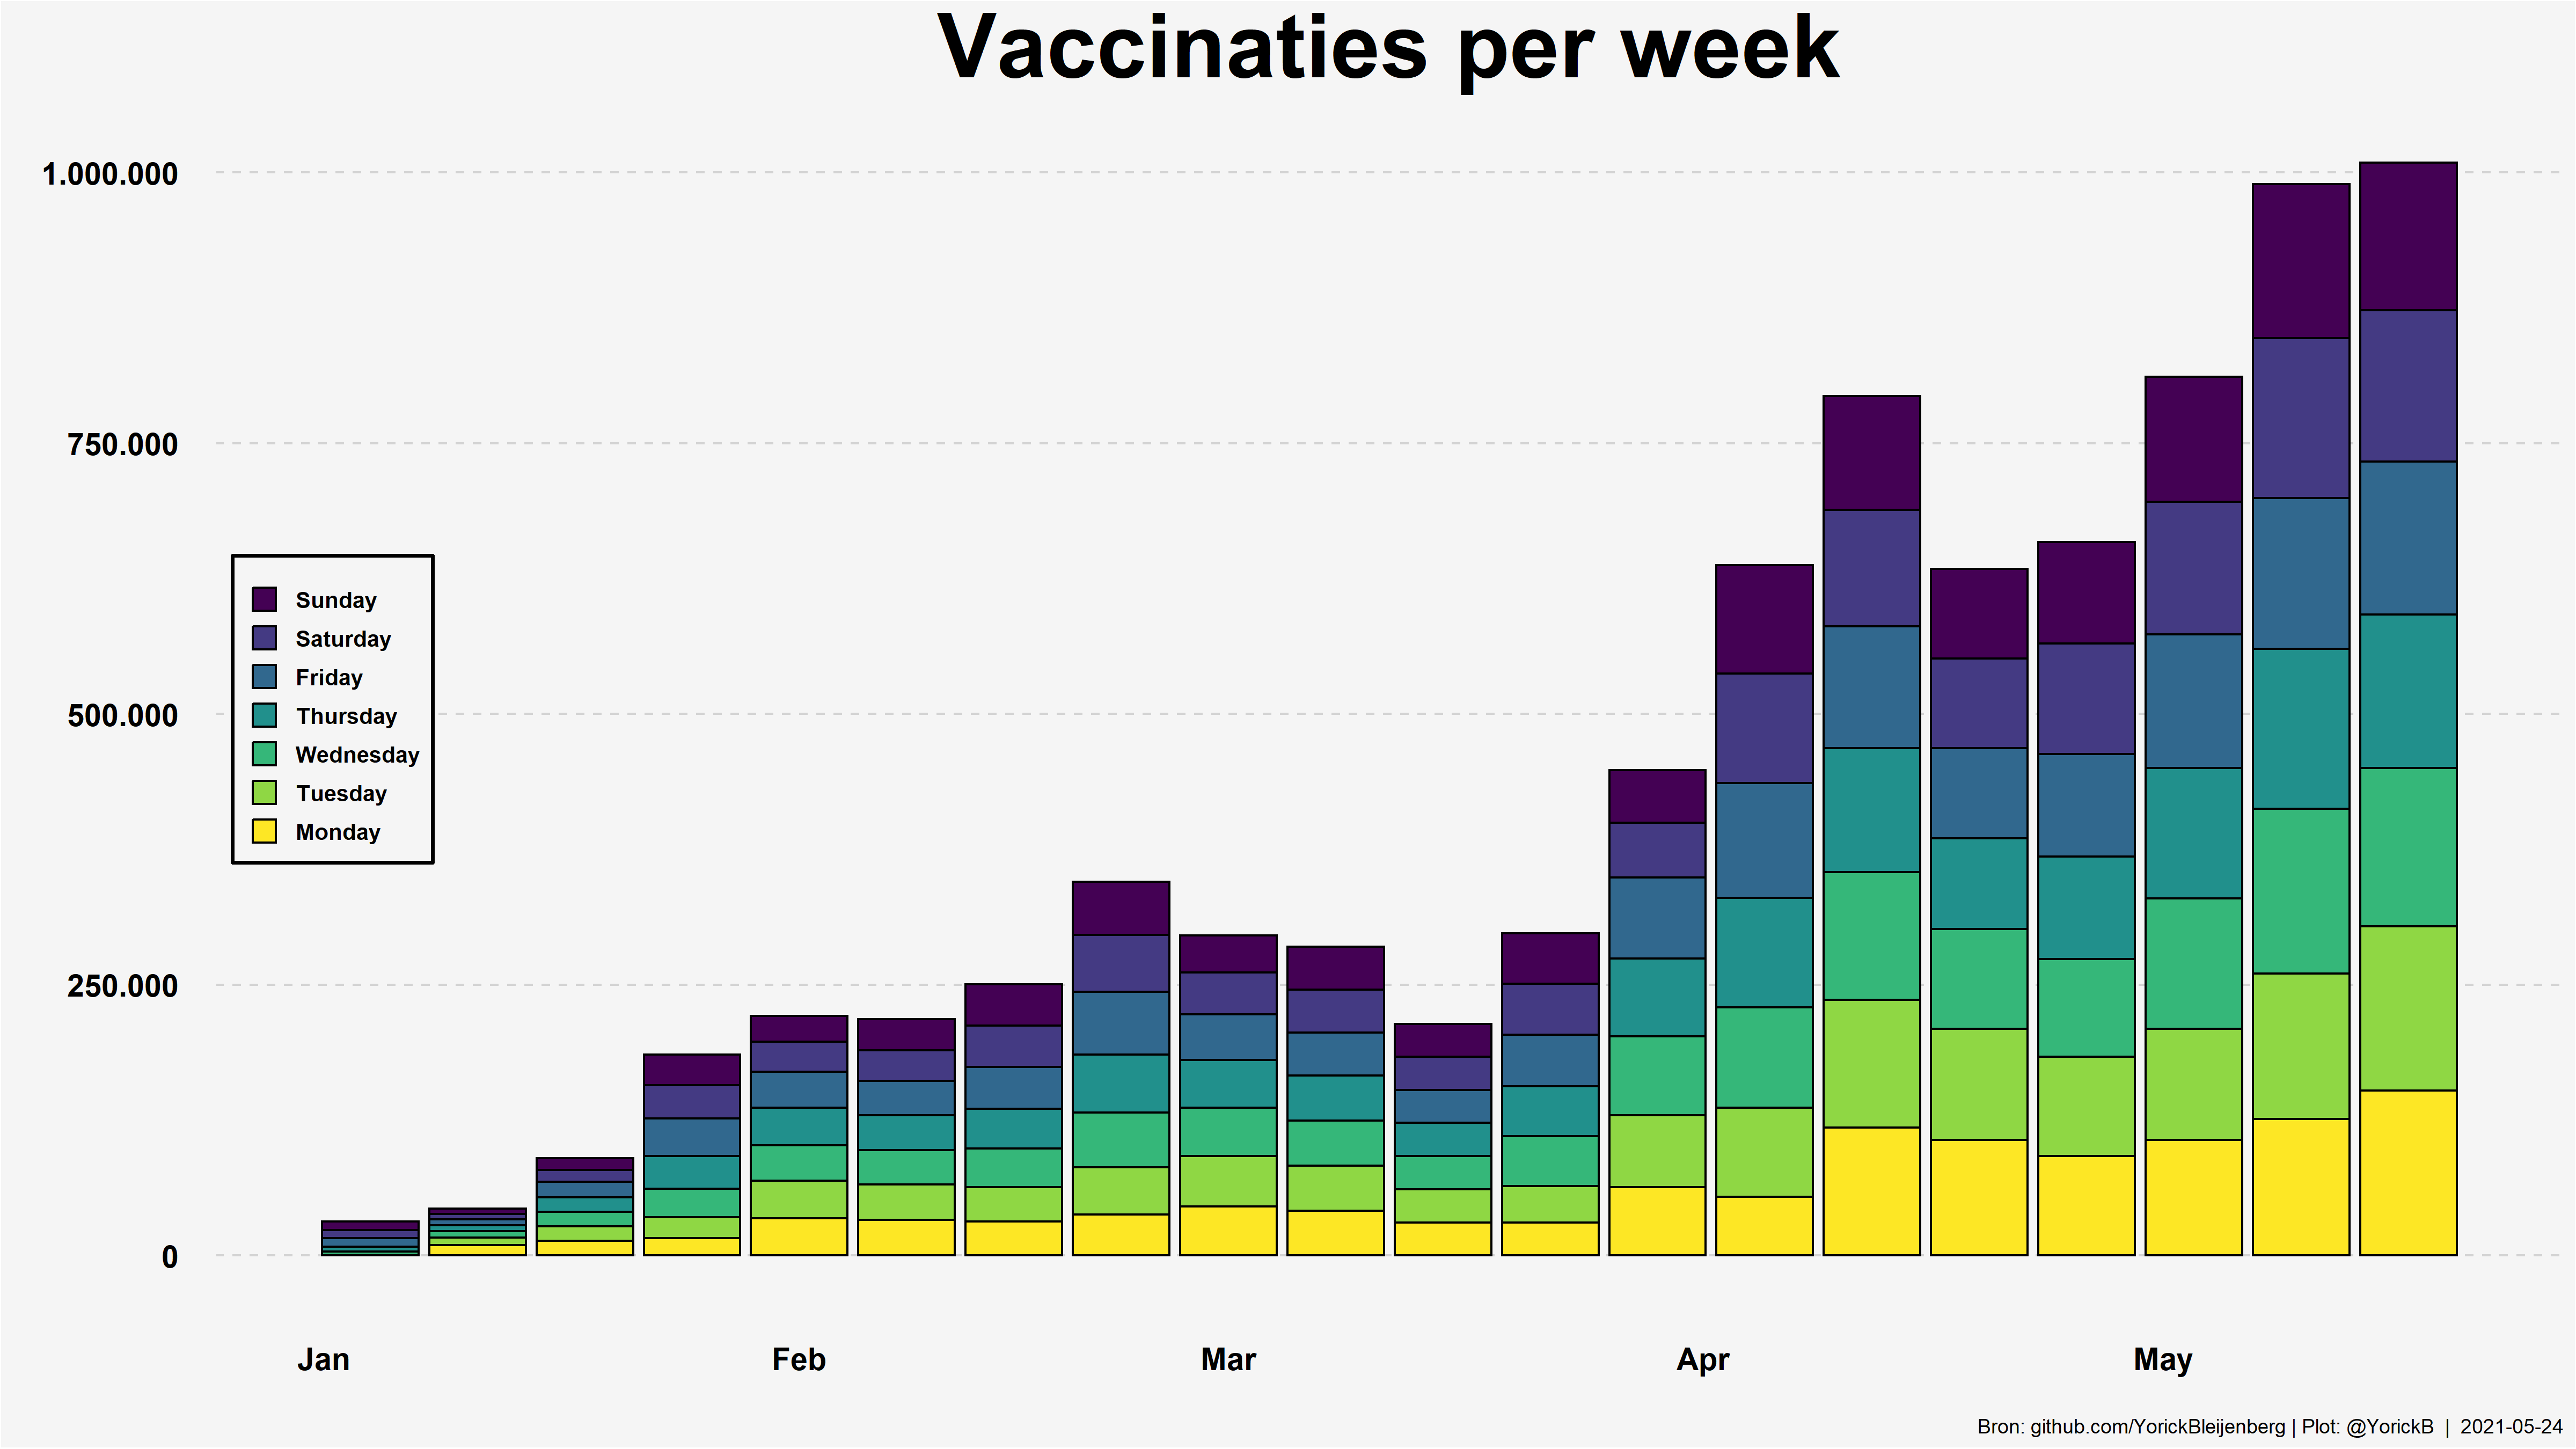 Vaccinaties per week
1.000.000
750.000
500.000
250.000
0
Sunday
Saturday
Friday
Thursday
Wednesday
Tuesday
Monday
Jan Feb Mar Apr May
Bron: github.com/YorickBleijenberg | Plot: @YorickB | 2021-05-24